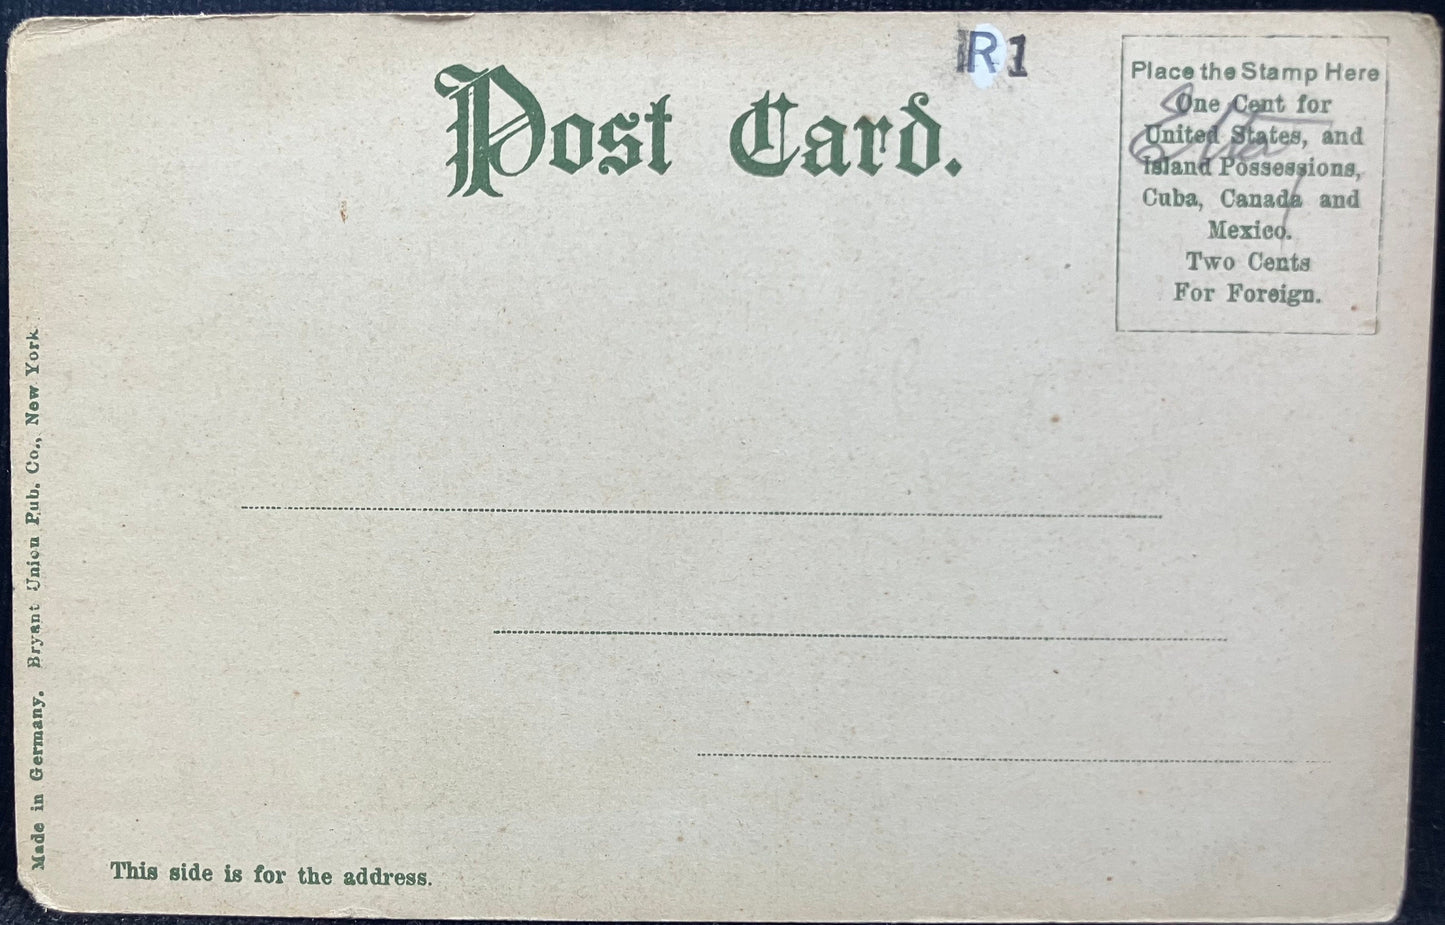 R1
Post Card.
Place the Stamp Here
One Cent for
United States, and
Island Possessions,
Cuba, Canada and
Mexico.
Two Cents
For Foreign.
Made in Germany. Bryant Union Pub. Co., New York
This side is for the address.